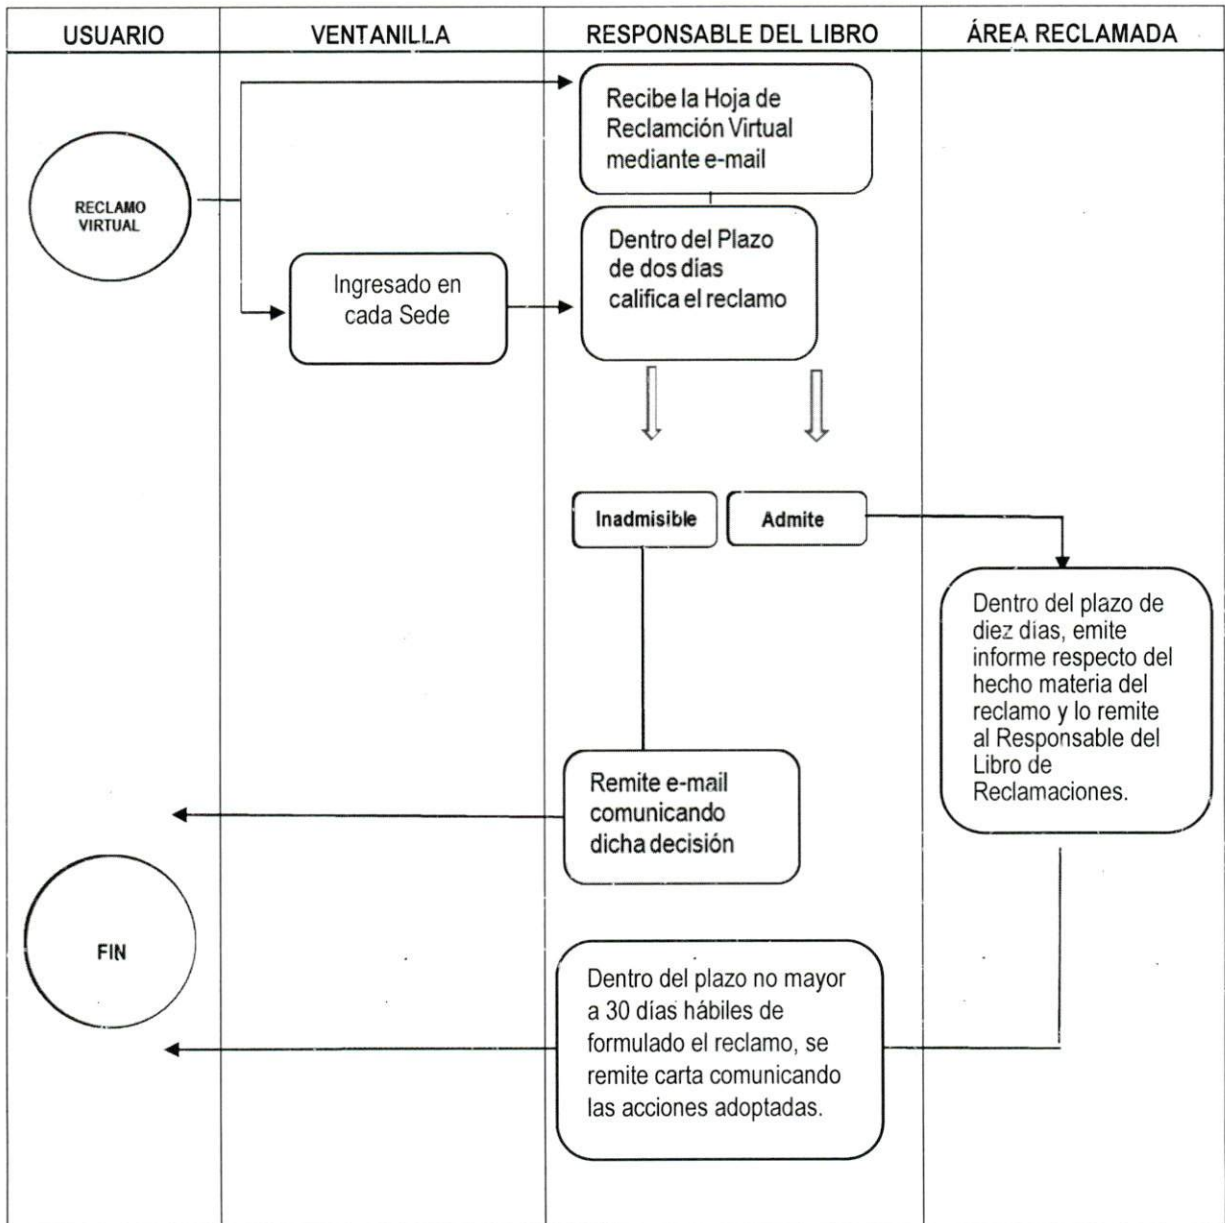 USUARIO
VENTANILLA
RESPONSABLE DEL LIBRO
ÁREA RECLAMADA
Recibe la Hoja de
Reclamción Virtual
mediante e-mail
RECLAMO
VIRTUAL
Ingresado en
cada Sede
Dentro del Plazo
de dos días
califica el reclamo
Inadmisible
Admite
Dentro del plazo de
diez días, emite
informe respecto del
hecho materia del
reclamo y lo remite
al Responsable del
Libro de
Reclamaciones.
Remite e-mail
comunicando
dicha decisión
FIN
Dentro del plazo no mayor
a 30 días hábiles de
formulado el reclamo, se
remite carta comunicando
las acciones adoptadas.